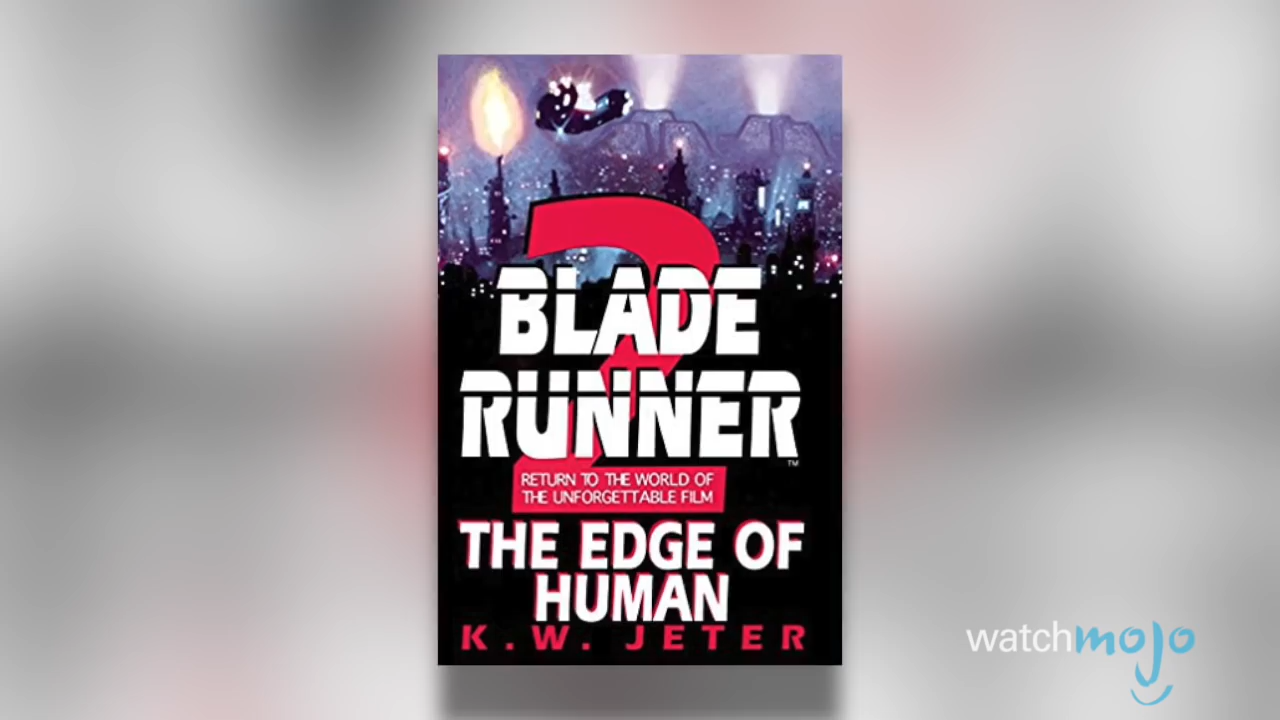 2
BLADE
RUNNER
TM
RETURN TO THE WORLD OF
THE UNFORGETTABLE FILM
THE EDGE OF
HUMAN
K.W. JETER
watchmojo